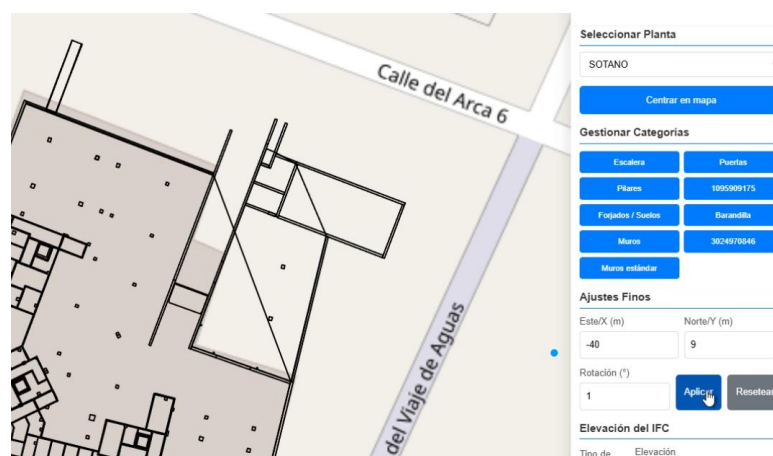 Calle del Arca 6
del Viaje de Aguas
Seleccionar Planta
SOTANO
Centrar en mapa
Gestionar Categorias
Escalera
Puertas
Pilares
1095909175
Forjados / Suelos
Barandilla
Muros
3024970846
Muros estándar
Ajustes Finos
Este/X (m)
Norte/Y (m)
-40
9
Rotación (°)
1
Aplicar
Resetear
Elevación del IFC
Tipo de
Elevación